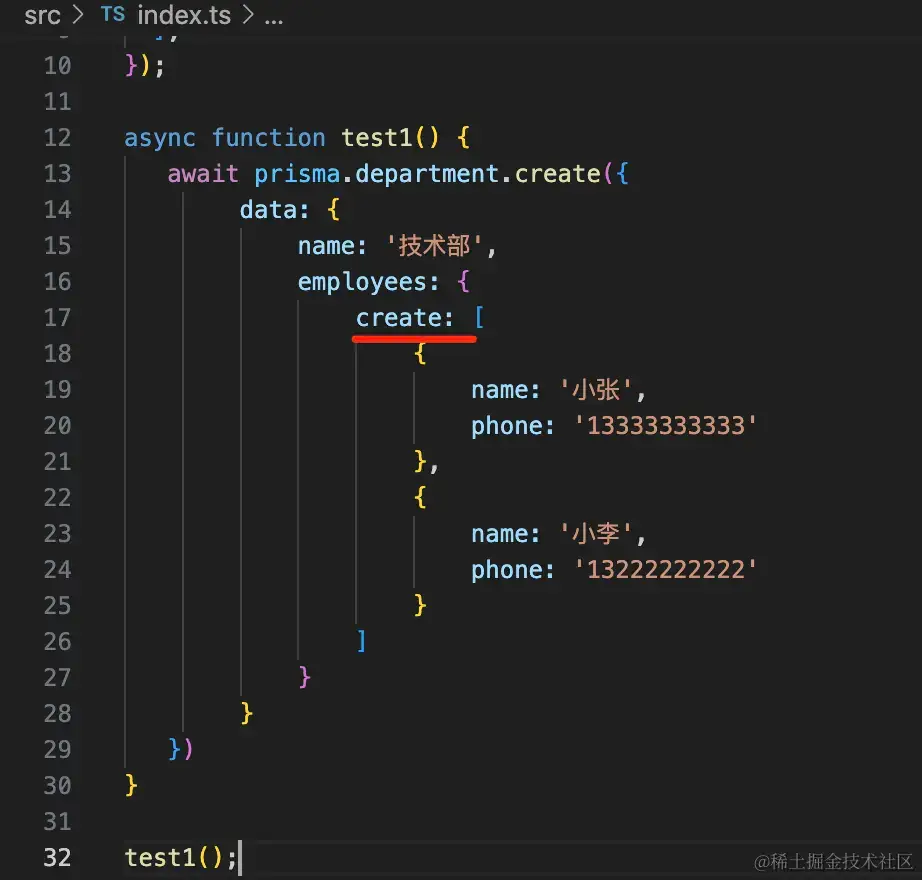 src > TS index.ts > ...
9 ],
10 });
11
12 async function test1() {
13 await prisma.department.create({
14 data: {
15 name: '技术部',
16 employees: {
17 create: [
18 {
19 name: '小张',
20 phone: '13333333333'
21 },
22 {
23 name: '小李',
24 phone: '13222222222'
25 }
26 ]
27 }
28 }
29 })
30 }
31
32 test1();
@稀土掘金技术社区